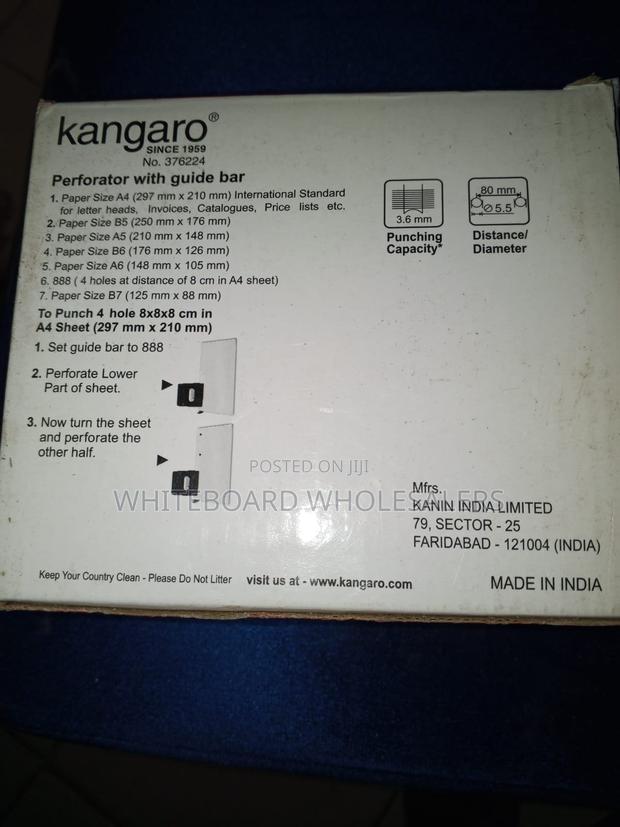 kangaro®
SINCE 1959
No. 376224
Perforator with guide bar
1. Paper Size A4 (297 mm x 210 mm) International Standard
for letter heads, Invoices, Catalogues, Price lists etc.
2. Paper Size B5 (250 mm x 176 mm)
3. Paper Size A5 (210 mm x 148 mm)
4. Paper Size B6 (176 mm x 126 mm)
5. Paper Size A6 (148 mm x 105 mm)
6. 888 ( 4 holes at distance of 8 cm in A4 sheet)
7. Paper Size B7 (125 mm x 88 mm)
3.6 mm
Punching
Capacity*
80 mm
Ø 5.5
Distance/
Diameter
To Punch 4 hole 8x8x8 cm in
A4 Sheet (297 mm x 210 mm)
1. Set guide bar to 888
2. Perforate Lower
Part of sheet.
3. Now turn the sheet
and perforate the
other half.
POSTED ON JIJI
WHITEBOARD WHOLESALERS
Mfrs.
KANIN INDIA LIMITED
79, SECTOR - 25
FARIDABAD - 121004 (INDIA)
Keep Your Country Clean - Please Do Not Litter visit us at - www.kangaro.com
MADE IN INDIA